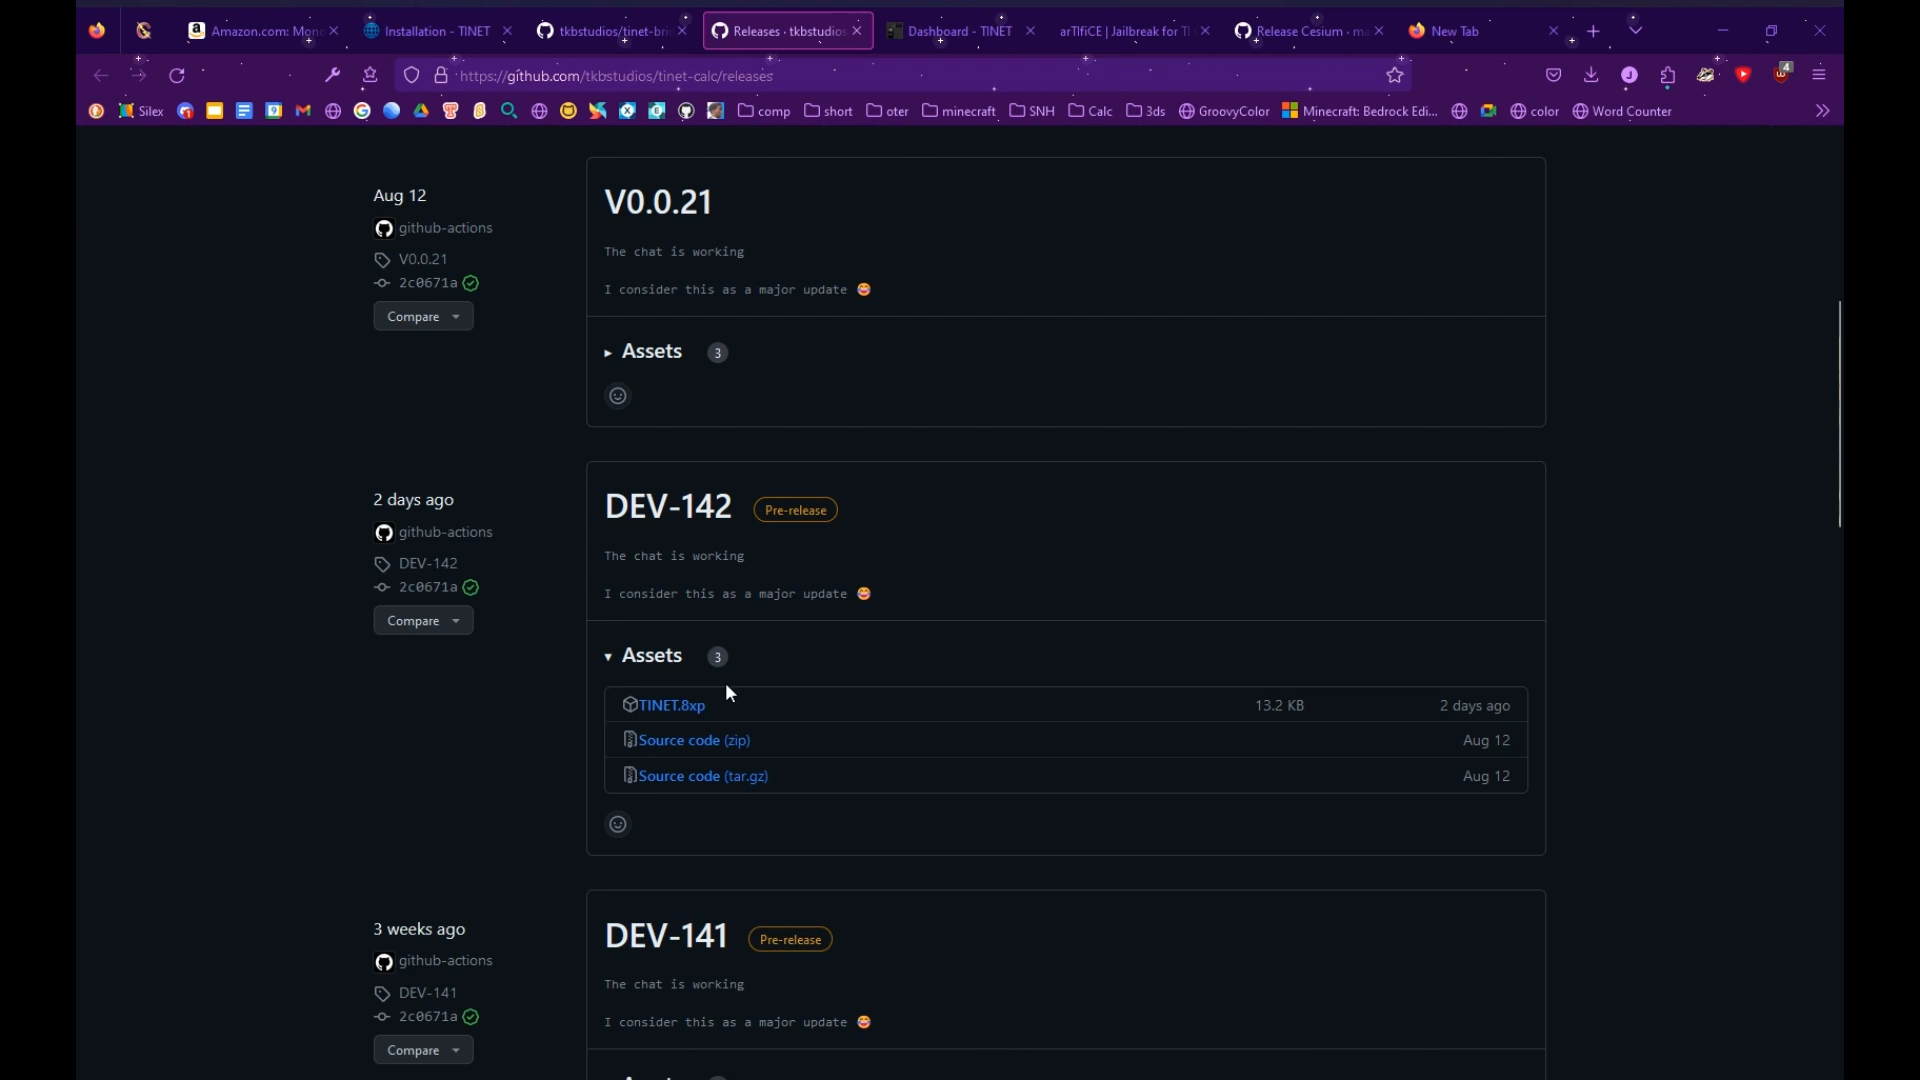 Amazon.com: Mon
Installation - TINET
tkbstudios/tinet-bri
Releases · tkbstudios
Dashboard - TINET
arTIfiCE | Jailbreak for TI
Release Cesium · ma
New Tab
https://github.com/tkbstudios/tinet-calc/releases
4
Silex
comp
short
oter
minecraft
SNH
Calc
3ds
GroovyColor
Minecraft: Bedrock Edi...
color
Word Counter
Aug 12
github-actions
V0.0.21
2c0671a
Compare
V0.0.21
The chat is working
I consider this as a major update 😂
Assets 3
2 days ago
github-actions
DEV-142
2c0671a
Compare
DEV-142 Pre-release
The chat is working
I consider this as a major update 😂
Assets 3
TINET.8xp 13.2 KB 2 days ago
Source code (zip) Aug 12
Source code (tar.gz) Aug 12
3 weeks ago
github-actions
DEV-141
2c0671a
Compare
DEV-141 Pre-release
The chat is working
I consider this as a major update 😂